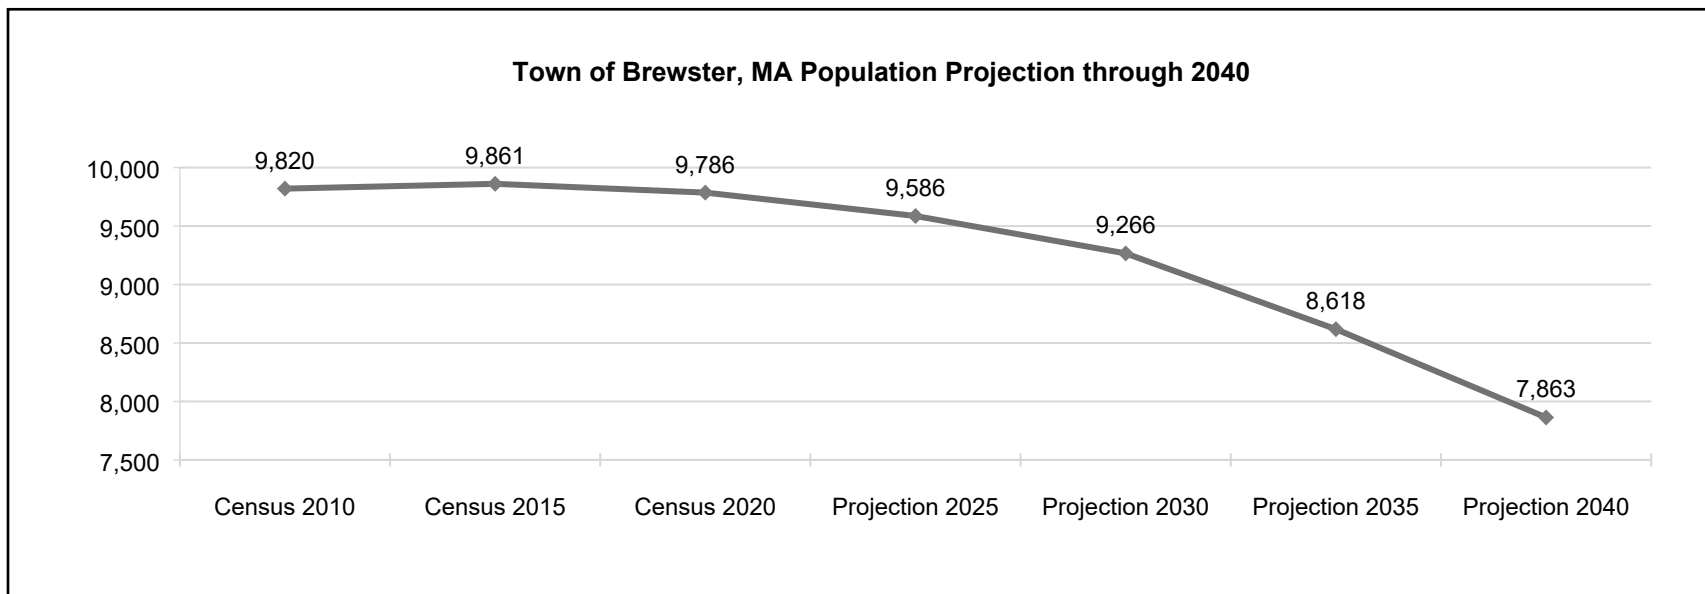 Town of Brewster, MA Population Projection through 2040
9,820 9,861 9,786 9,586 9,266 8,618 7,863
10,000
9,500
9,000
8,500
8,000
7,500
Census 2010 Census 2015 Census 2020 Projection 2025 Projection 2030 Projection 2035 Projection 2040